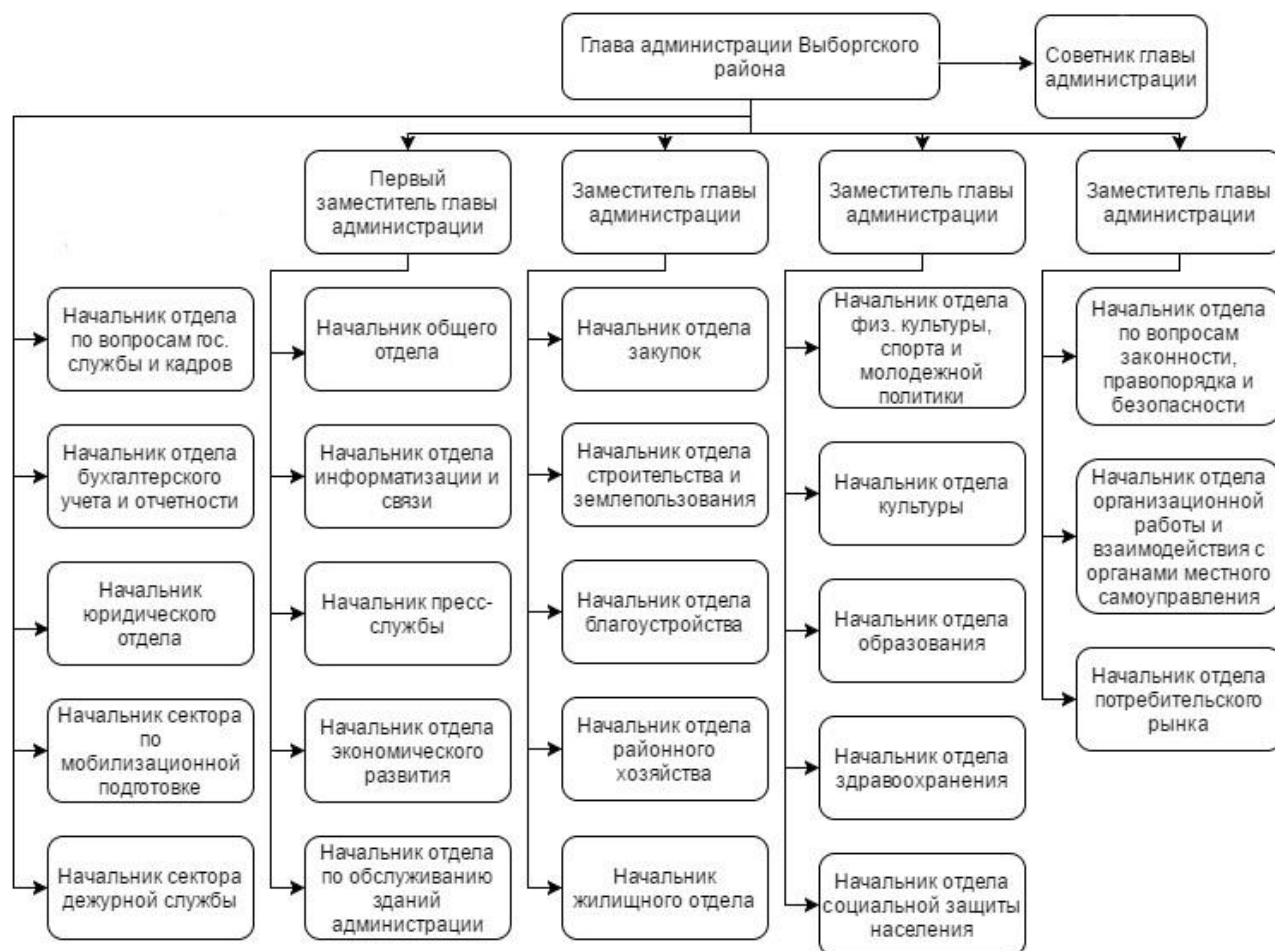 Глава администрации Выборгского
района
Советник главы
администрации
Первый
заместитель главы
администрации
Заместитель главы
администрации
Заместитель главы
администрации
Заместитель главы
администрации
Начальник отдела
по вопросам гос.
службы и кадров
Начальник отдела
бухгалтерского
учета и отчетности
Начальник
юридического
отдела
Начальник сектора
по
мобилизационной
подготовке
Начальник сектора
дежурной службы
Начальник общего
отдела
Начальник отдела
информатизации и
связи
Начальник пресс-
службы
Начальник отдела
экономического
развития
Начальник отдела
по обслуживанию
зданий
администрации
Начальник отдела
закупок
Начальник отдела
строительства и
землепользования
Начальник отдела
благоустройства
Начальник отдела
районного
хозяйства
Начальник
жилищного отдела
Начальник отдела
физ. культуры,
спорта и
молодежной
политики
Начальник отдела
культуры
Начальник отдела
образования
Начальник отдела
здравоохранения
Начальник отдела
социальной защиты
населения
Начальник отдела
по вопросам
законности,
правопорядка и
безопасности
Начальник отдела
организационной
работы и
взаимодействия с
органами местного
самоуправления
Начальник отдела
потребительского
рынка